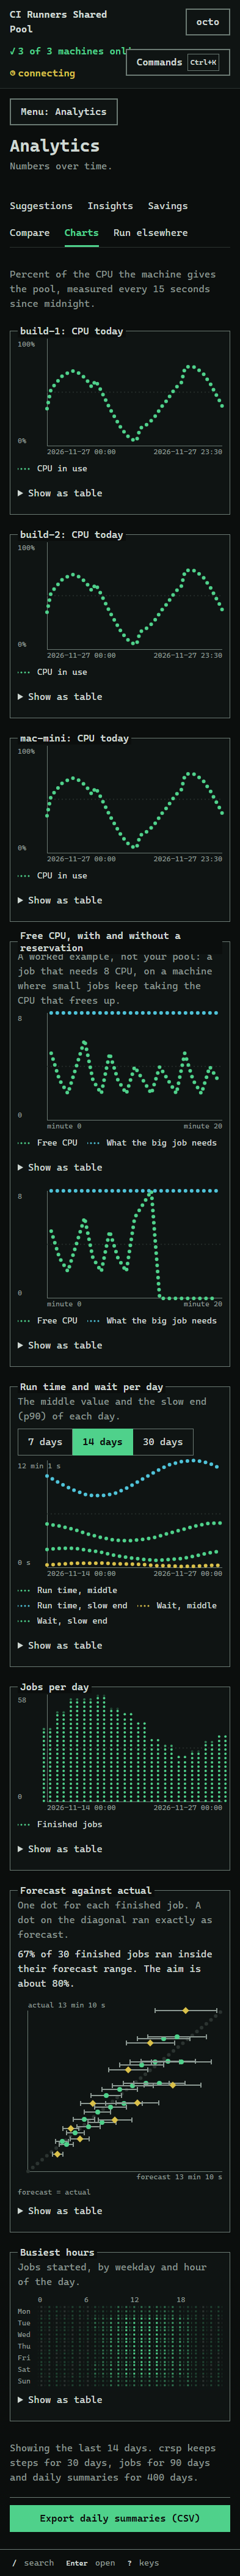 CI Runners Shared
Pool
octo
✓ 3 of 3 machines onl
Commands Ctrl+K
connecting
Menu: Analytics
Analytics
Numbers over time.
Suggestions Insights Savings
Compare Charts Run elsewhere
Percent of the CPU the machine gives
the pool, measured every 15 seconds
since midnight.
build-1: CPU today
100%
0%
2026-11-27 00:00 2026-11-27 23:30
CPU in use
▶ Show as table
build-2: CPU today
100%
0%
2026-11-27 00:00 2026-11-27 23:30
CPU in use
▶ Show as table
mac-mini: CPU today
100%
0%
2026-11-27 00:00 2026-11-27 23:30
CPU in use
▶ Show as table
Free CPU, with and without a
reservation
A worked example, not your pool: a
job that needs 8 CPU, on a machine
where small jobs keep taking the
CPU that frees up.
8
0
minute 0 minute 20
Free CPU What the big job needs
▶ Show as table
8
0
minute 0 minute 20
Free CPU What the big job needs
▶ Show as table
Run time and wait per day
The middle value and the slow end
(p90) of each day.
7 days 14 days 30 days
12 min 1 s
0 s
2026-11-14 00:00 2026-11-27 00:00
Run time, middle
Run time, slow end Wait, middle
Wait, slow end
▶ Show as table
Jobs per day
58
0
2026-11-14 00:00 2026-11-27 00:00
Finished jobs
▶ Show as table
Forecast against actual
One dot for each finished job. A
dot on the diagonal ran exactly as
forecast.
67% of 30 finished jobs ran inside
their forecast range. The aim is
about 80%.
actual 13 min 10 s
forecast 13 min 10 s
forecast = actual
▶ Show as table
Busiest hours
Jobs started, by weekday and hour
of the day.
0 6 12 18
Mon
Tue
Wed
Thu
Fri
Sat
Sun
▶ Show as table
Showing the last 14 days. crsp keeps
steps for 30 days, jobs for 90 days
and daily summaries for 400 days.
Export daily summaries (CSV)
/ search Enter open ? keys